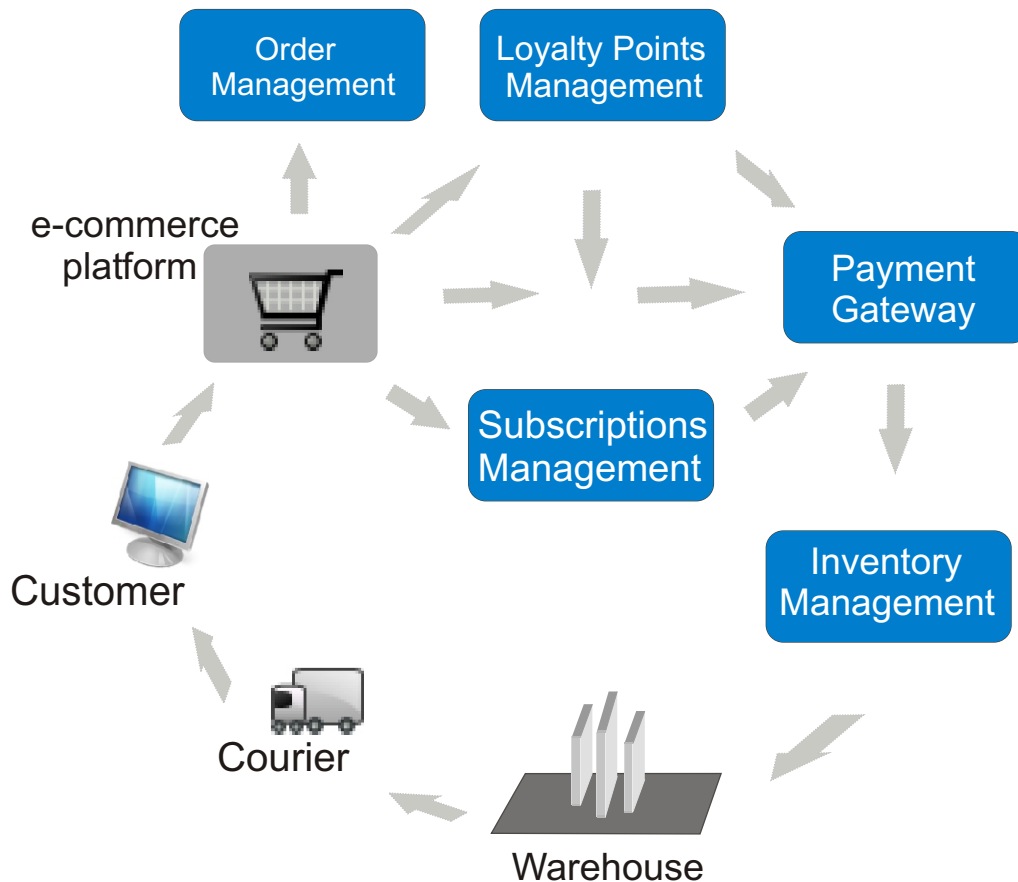 Order
Management
Loyalty Points
Management
e-commerce
platform
Payment
Gateway
Subscriptions
Management
Inventory
Management
Customer
Courier
Warehouse